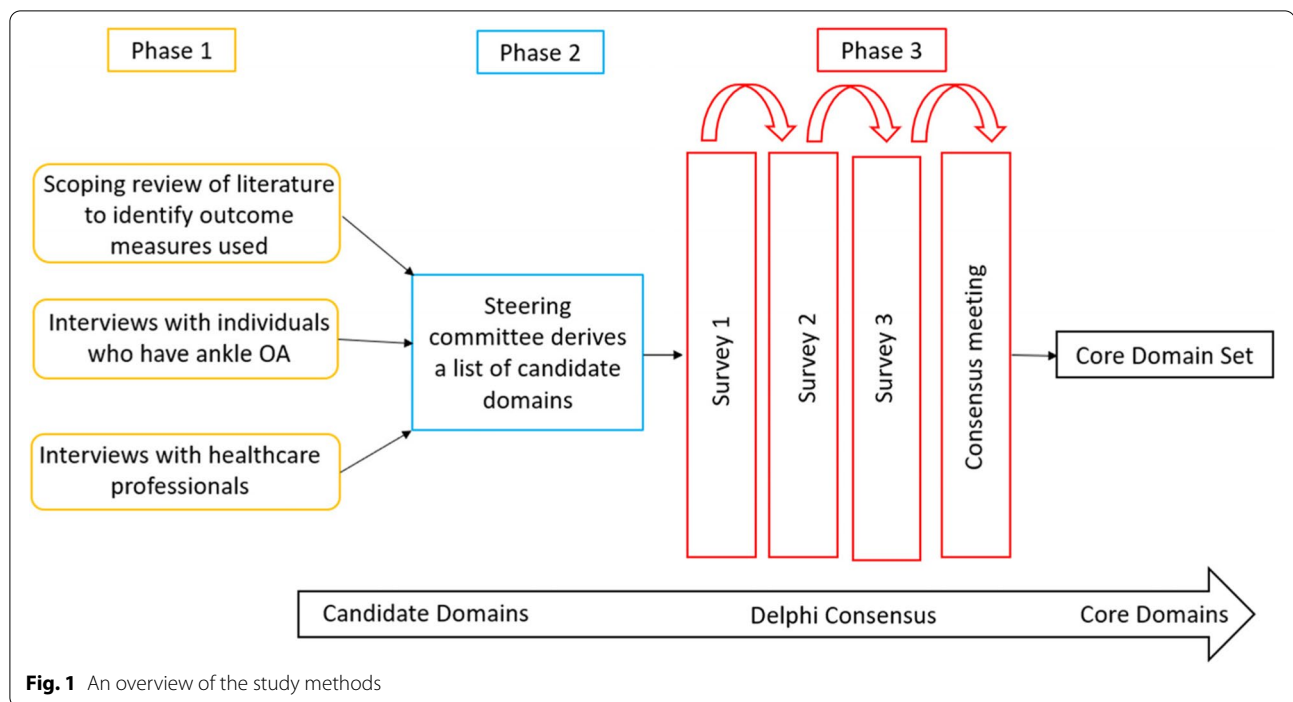 Phase 1
Phase 2
Phase 3
Scoping review of literature
to identify outcome
measures used
Interviews with individuals
who have ankle OA
Interviews with healthcare
professionals
Steering
committee derives
a list of candidate
domains
Survey 1
Survey 2
Survey 3
Consensus meeting
Core Domain Set
Candidate Domains
Delphi Consensus
Core Domains
Fig. 1 An overview of the study methods